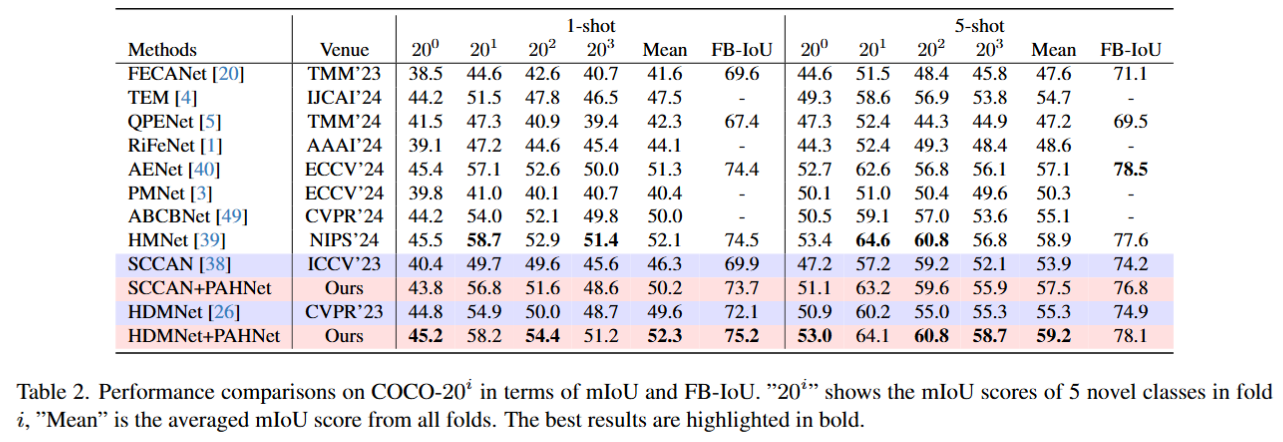 1-shot 5-shot
Methods Venue 20⁰ 20¹ 20² 20³ Mean FB-IoU 20⁰ 20¹ 20² 20³ Mean FB-IoU
FECANet [20] TMM'23 38.5 44.6 42.6 40.7 41.6 69.6 44.6 51.5 48.4 45.8 47.6 71.1
TEM [4] IJCAI'24 44.2 51.5 47.8 46.5 47.5 - 49.3 58.6 56.9 53.8 54.7 -
QPENet [5] TMM'24 41.5 47.3 40.9 39.4 42.3 67.4 47.3 52.4 44.3 44.9 47.2 69.5
RiFeNet [1] AAAI'24 39.1 47.2 44.6 45.4 44.1 - 44.3 52.4 49.3 48.4 48.6 -
AENet [40] ECCV'24 45.4 57.1 52.6 50.0 51.3 74.4 52.7 62.6 56.8 56.1 57.1 78.5
PMNet [3] ECCV'24 39.8 41.0 40.1 40.7 40.4 - 50.1 51.0 50.4 49.6 50.3 -
ABCBNet [49] CVPR'24 44.2 54.0 52.1 49.8 50.0 - 50.5 59.1 57.0 53.6 55.1 -
HMNet [39] NIPS'24 45.5 58.7 52.9 51.4 52.1 74.5 53.4 64.6 60.8 56.8 58.9 77.6
SCCAN [38] ICCV'23 40.4 49.7 49.6 45.6 46.3 69.9 47.2 57.2 59.2 52.1 53.9 74.2
SCCAN+PAHNet Ours 43.8 56.8 51.6 48.6 50.2 73.7 51.1 63.2 59.6 55.9 57.5 76.8
HDMNet [26] CVPR'23 44.8 54.9 50.0 48.7 49.6 72.1 50.9 60.2 55.0 55.3 55.3 74.9
HDMNet+PAHNet Ours 45.2 58.2 54.4 51.2 52.3 75.2 53.0 64.1 60.8 58.7 59.2 78.1
Table 2. Performance comparisons on COCO-20ⁱ in terms of mIoU and FB-IoU. ”20ⁱ” shows the mIoU scores of 5 novel classes in fold
i, ”Mean” is the averaged mIoU score from all folds. The best results are highlighted in bold.